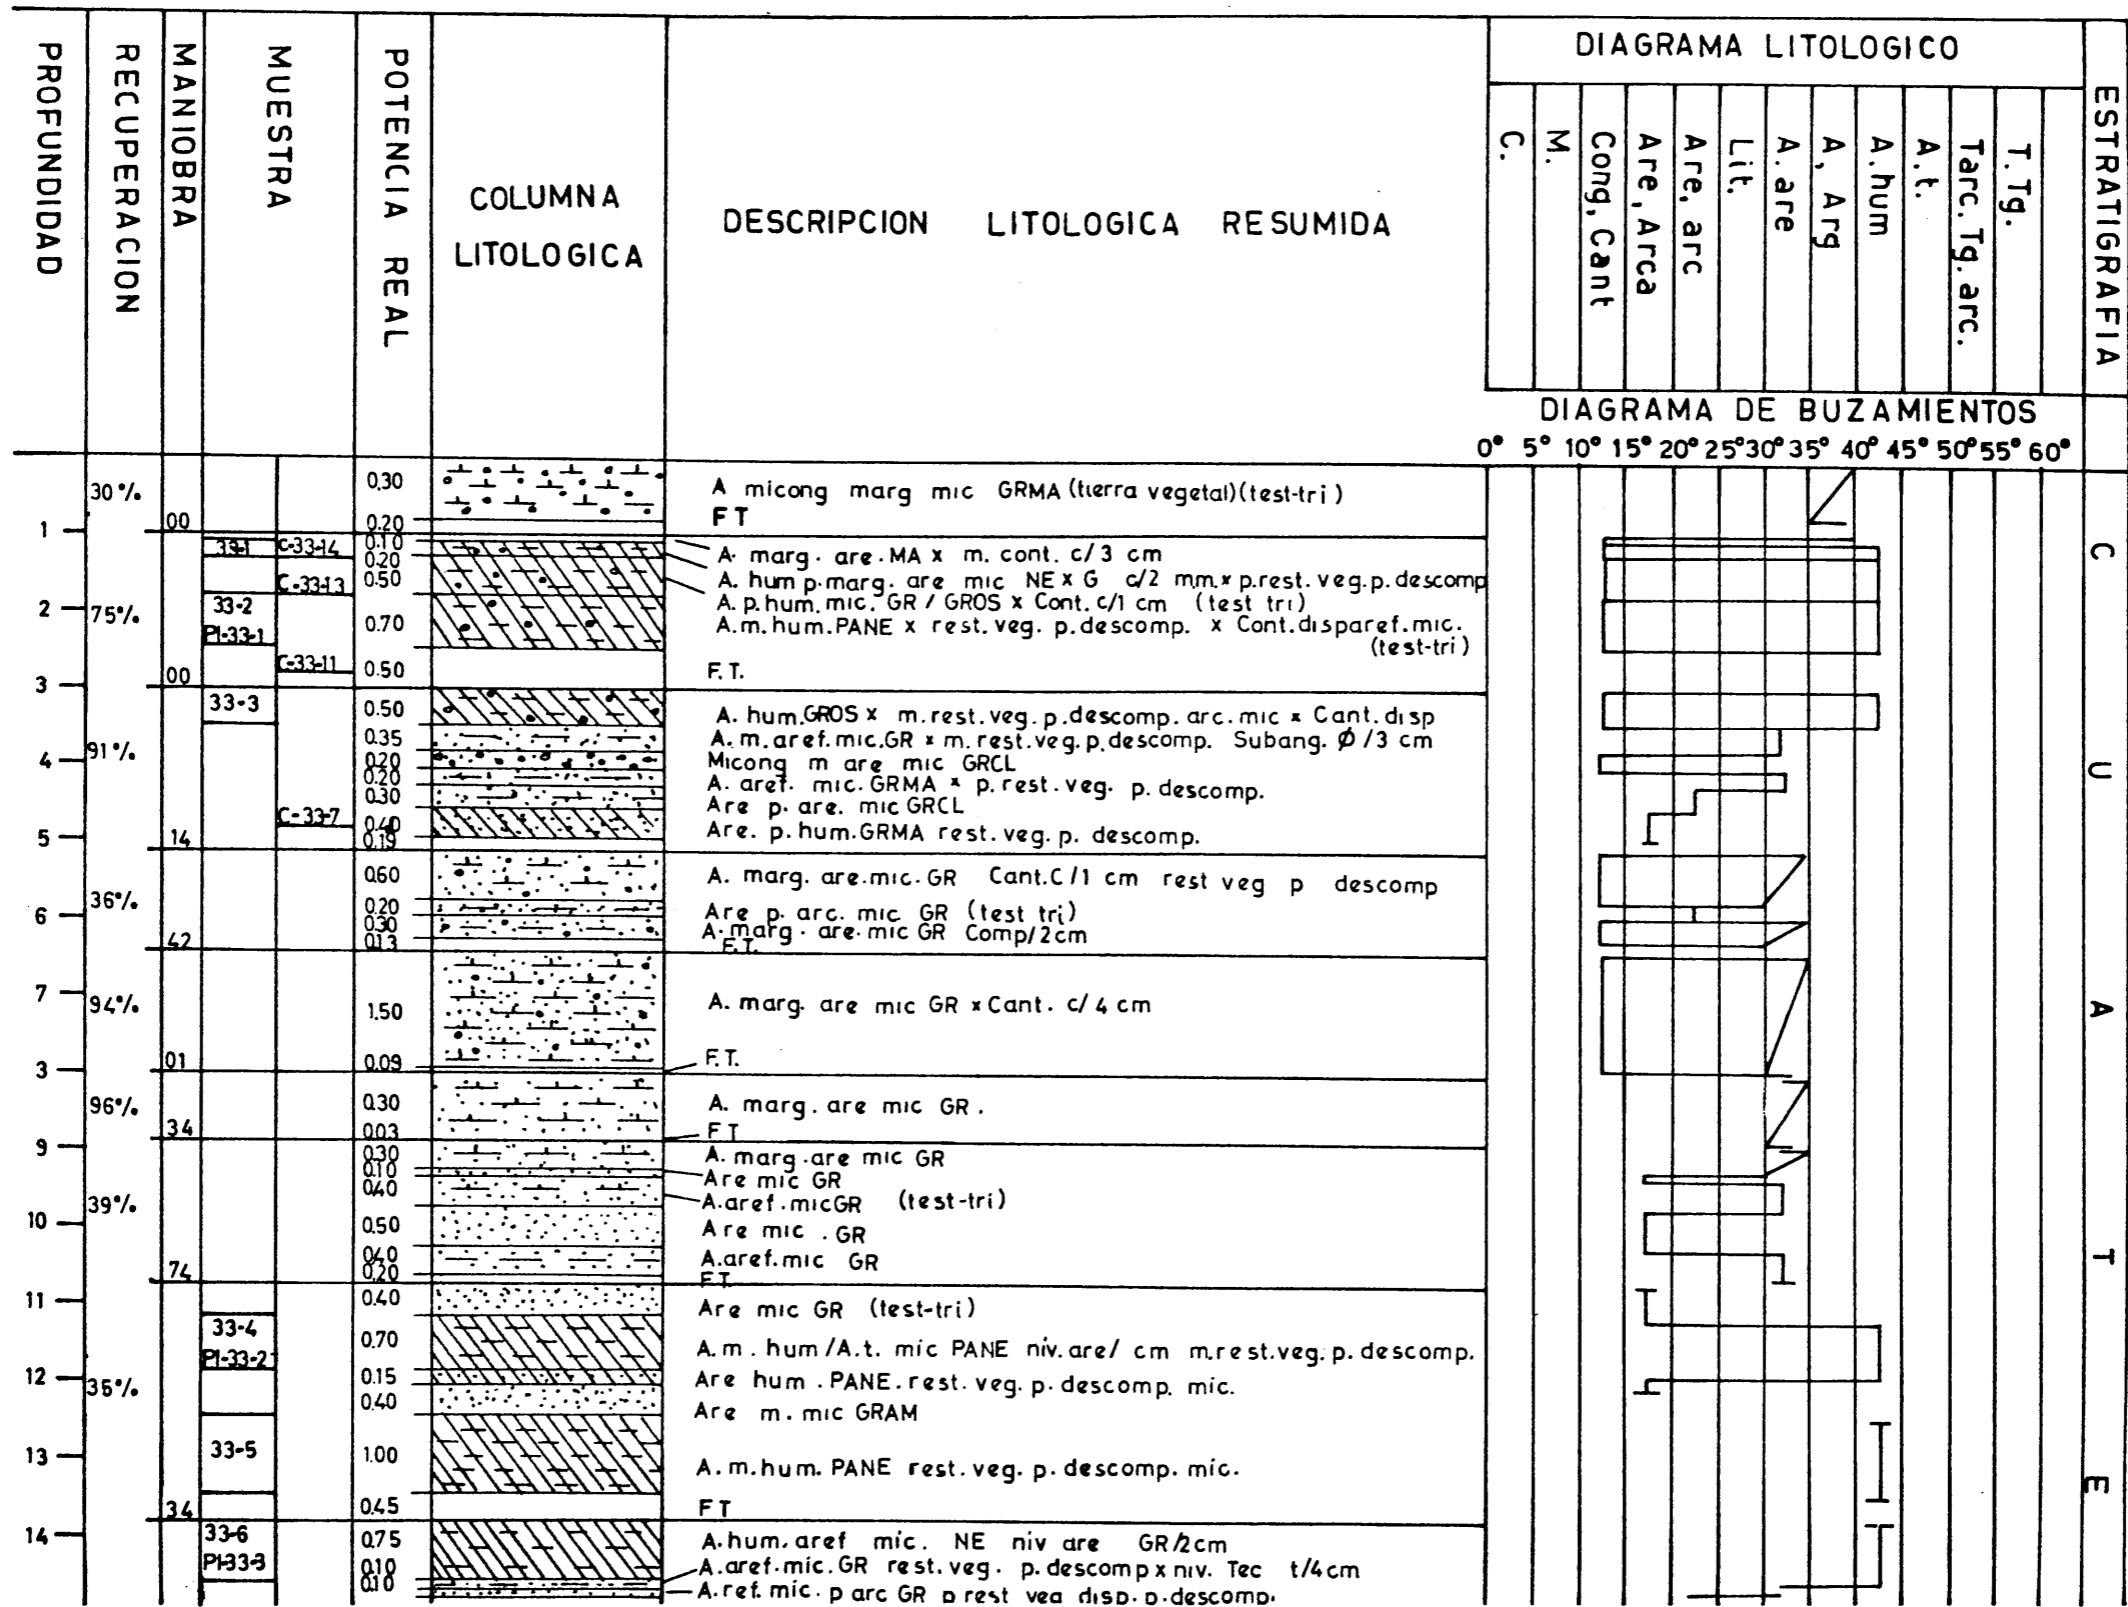 PROFUNDIDAD
RECUPERACION
MANIOBRA
MUESTRA
POTENCIA REAL
COLUMNA
LITOLOGICA
DESCRIPCION LITOLOGICA RESUMIDA
DIAGRAMA LITOLOGICO
C.
M.
Cong, Cant
Are, Arca
Are, arc
Lit.
A. are
A, Arg
A. hum
A.t.
Tarc. Tg. arc.
T. Tg.
ESTRATIGRAFIA
DIAGRAMA DE BUZAMIENTOS
0° 5° 10° 15° 20° 25° 30° 35° 40° 45° 50° 55° 60°
30% 0,30 A micong marg mic GRMA (tierra vegetal)(test-tri)
1 00 0.20 FT
33-1 C-33-14 0.10 A. marg. are. MA x m. cont. c/3 cm
0.20 A. hum p.marg. are mic NE x G c/2 mm.x p.rest.veg.p.descomp
C-33-13 0.50 A.p.hum.mic. GR / GROS x Cont. c/1 cm (test tri)
2 75% 33-2 PI-33-1 0.70 A.m.hum.PANE x rest.veg. p.descomp. x Cont.disparef.mic.
(test-tri)
3 00 C-33-11 0.50 F.T.
33-3 0.50 A. hum.GROS x m.rest.veg.p.descomp.arc.mic x Cant.disp
0.35 A.m.aref.mic.GR x m.rest.veg.p.descomp. Subang. Ø/3 cm
4 91% 0.20 Micong m are mic GRCL
0.20 A. aref. mic. GRMA x p.rest.veg. p. descomp.
0.30 Are p. are. mic GRCL
C-33-7 0.40 Are. p.hum.GRMA rest.veg.p. descomp.
5 14 0.19
0.60 A. marg. are.mic.GR Cant.C/1 cm rest veg p descomp
36% 0.20 Are p. arc. mic GR (test tri)
6 0.30 A.marg. are.mic GR Comp/2cm
42 0.13 F.T.
7 94% 1.50 A. marg. are mic GR x Cant. c/4 cm
3 01 0.09 F.T.
96% 0.30 A. marg. are mic GR.
34 0.03 FT
9 0.30 A. marg.are mic GR
0.10 Are mic GR
39% 0.40 A.aref.micGR (test-tri)
10 0.50 Are mic . GR
0.40 A.aref.mic GR
74 0.20 F.T.
11 0.40 Are mic GR (test-tri)
33-4 PI-33-2 0.70 A.m. hum/A.t. mic PANE niv.are/ cm m.rest.veg.p.descomp.
12 0.15 Are hum.PANE.rest.veg.p.descomp. mic.
35% 0.40 Are m. mic GRAM
13 33-5 1.00 A.m.hum.PANE rest.veg. p.descomp. mic.
34 0.45 FT
14 33-6 PI-33-3 0.75 A.hum.aref mic. NE niv are GR/2cm
0.10 A.aref.mic.GR rest.veg. p.descomp x niv. Tec t/4cm
0.10 A.ref.mic.p arc GR p rest veg disp.p.descomp.
C
U
A
T
E